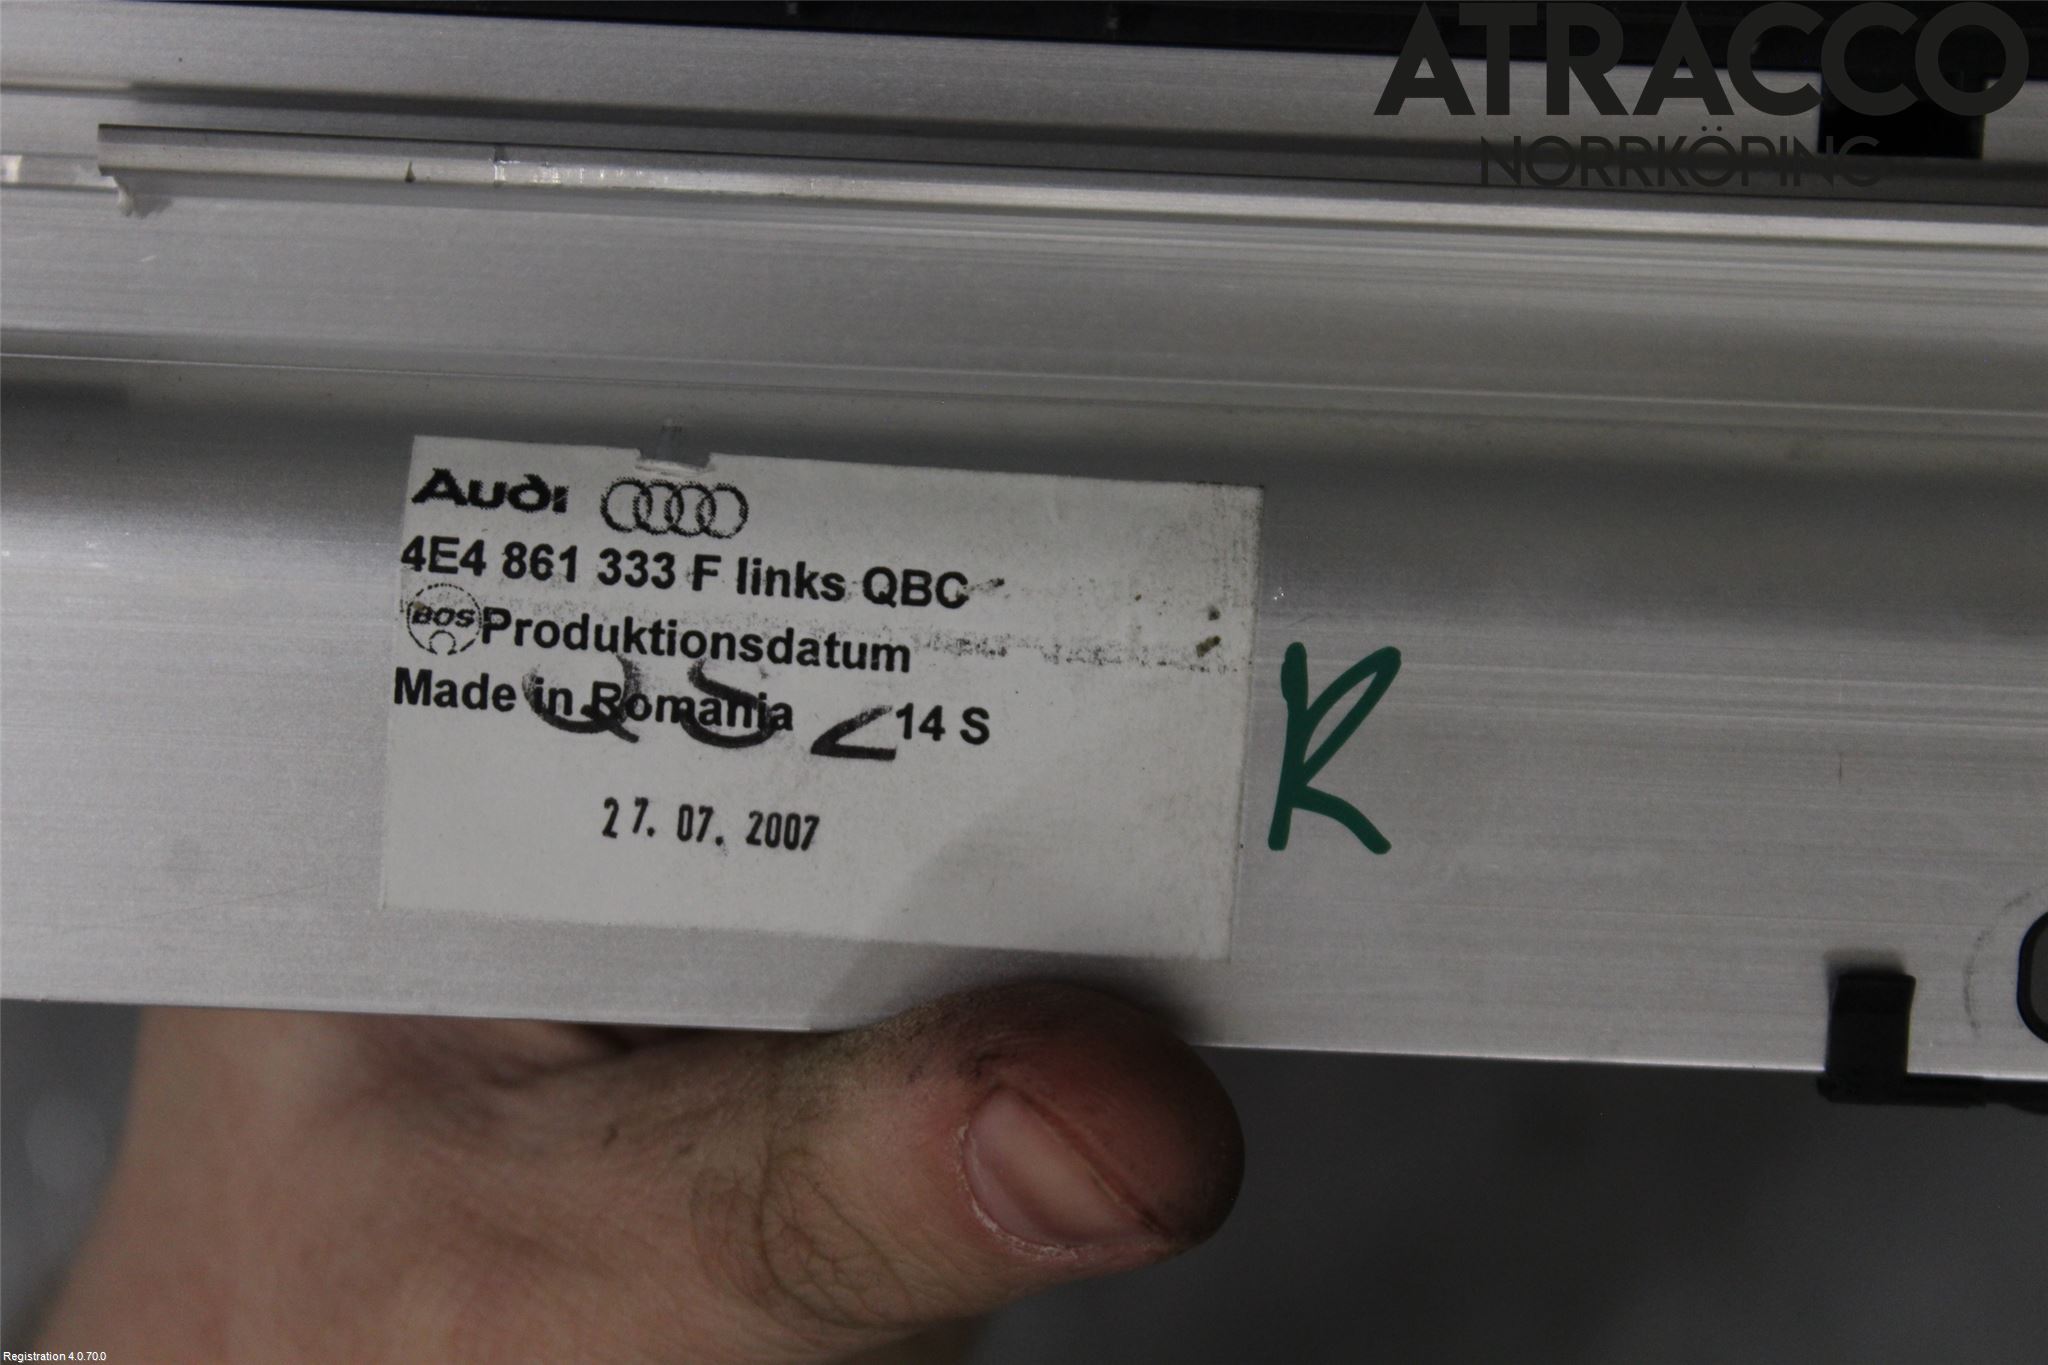 ATRACCO
NORRKÖPING
Audi
4E4 861 333 F links QBC
BOS Produktionsdatum
Made in Romania 14 S
QS
27. 07. 2007
R
Registration 4.0.70.0